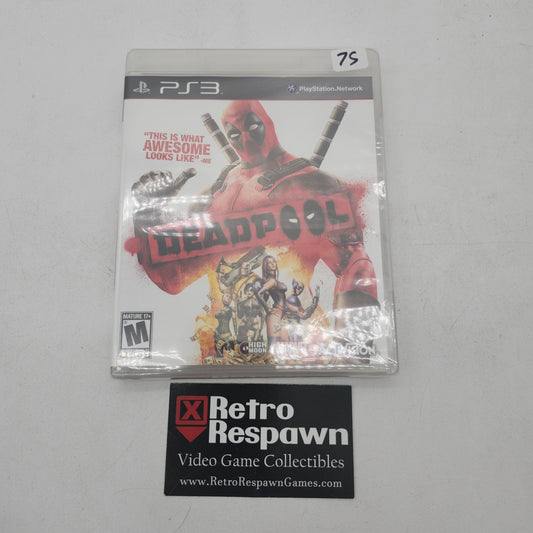 75
PS3
PlayStation.Network
"THIS IS WHAT
AWESOME
LOOKS LIKE" -ME
DEADPOOL
MATURE 17+
M
HIGH
MOON
Retro
Respawn
Video Game Collectibles
www.RetroRespawnGames.com